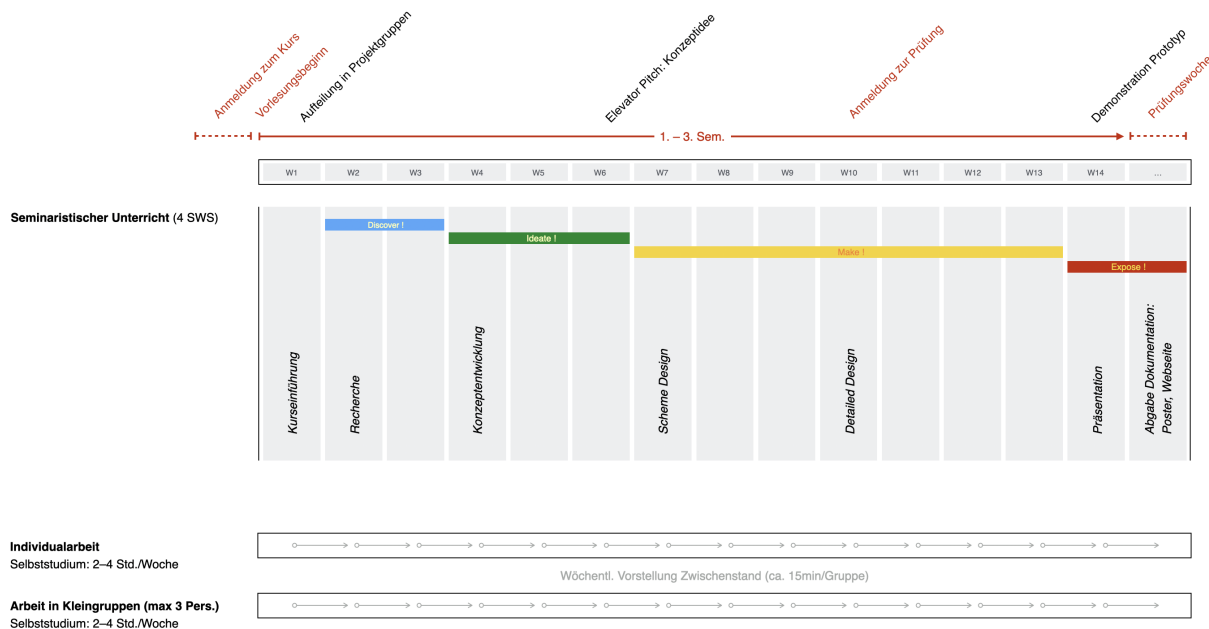 Anmeldung zum Kurs
Vorlesungsbeginn
Aufteilung in Projektgruppen
Elevator Pitch: Konzeptidee
Anmeldung zur Prüfung
Demonstration Prototyp
Prüfungswoche
1. – 3. Sem.
W1 W2 W3 W4 W5 W6 W7 W8 W9 W10 W11 W12 W13 W14 ...
Seminaristischer Unterricht (4 SWS)
Discover !
Ideate !
Make !
Expose !
Kurseinführung
Recherche
Konzeptentwicklung
Scheme Design
Detailed Design
Präsentation
Abgabe Dokumentation:
Poster, Webseite
Individualarbeit
Selbststudium: 2–4 Std./Woche
Wöchentl. Vorstellung Zwischenstand (ca. 15min/Gruppe)
Arbeit in Kleingruppen (max 3 Pers.)
Selbststudium: 2–4 Std./Woche